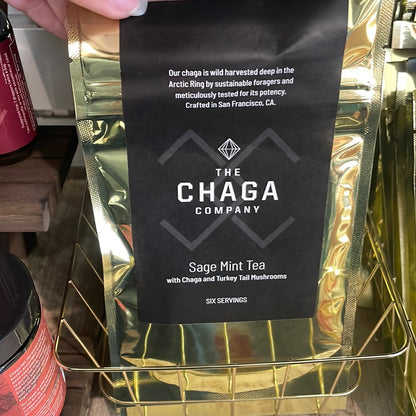 Our chaga is wild harvested deep in the
Arctic Ring by sustainable foragers and
meticulously tested for its potency.
Crafted in San Francisco, CA.
THE
CHAGA
COMPANY
Sage Mint Tea
with Chaga and Turkey Tail Mushrooms
SIX SERVINGS